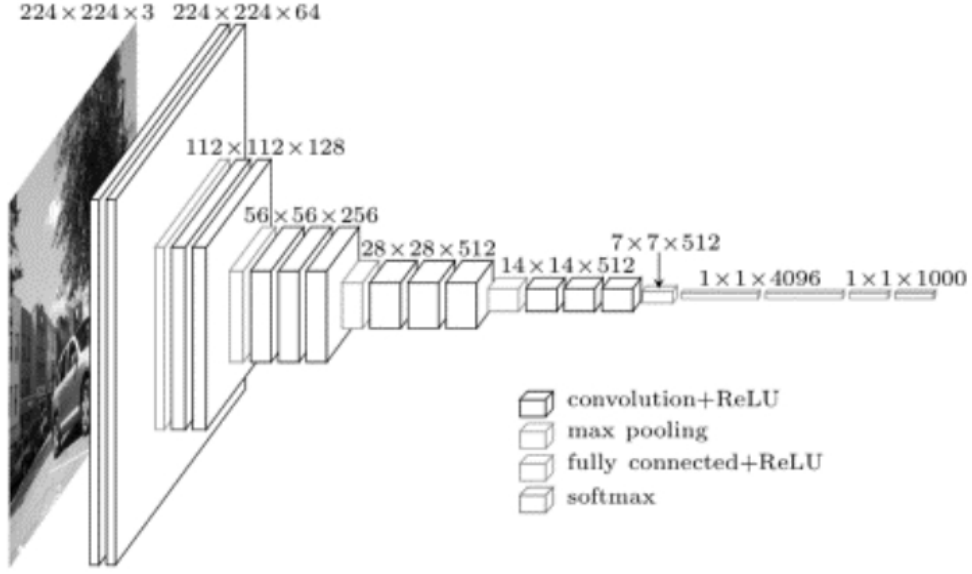 224×224×3
224×224×64
112×112×128
56×56×256
28×28×512
14×14×512
7×7×512
1×1×4096
1×1×1000
convolution+ReLU
max pooling
fully connected+ReLU
softmax